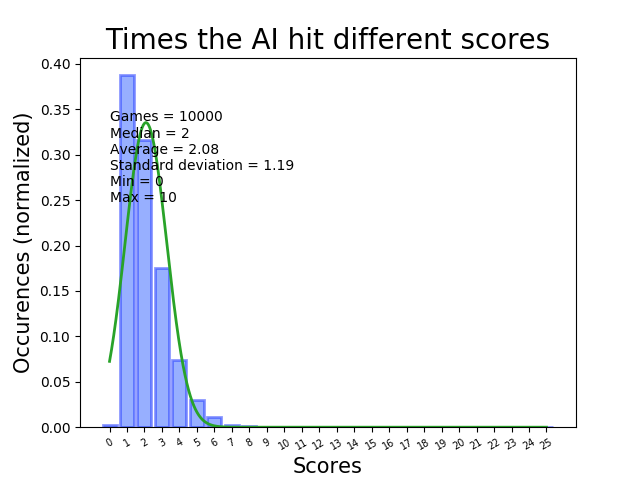 Times the AI hit different scores
0.40
0.35
0.30
0.25
0.20
0.15
0.10
0.05
0.00
Occurences (normalized)
Games = 10000
Median = 2
Average = 2.08
Standard deviation = 1.19
Min = 0
Max = 10
0 1 2 3 4 5 6 7 8 9 10 11 12 13 14 15 16 17 18 19 20 21 22 23 24 25
Scores